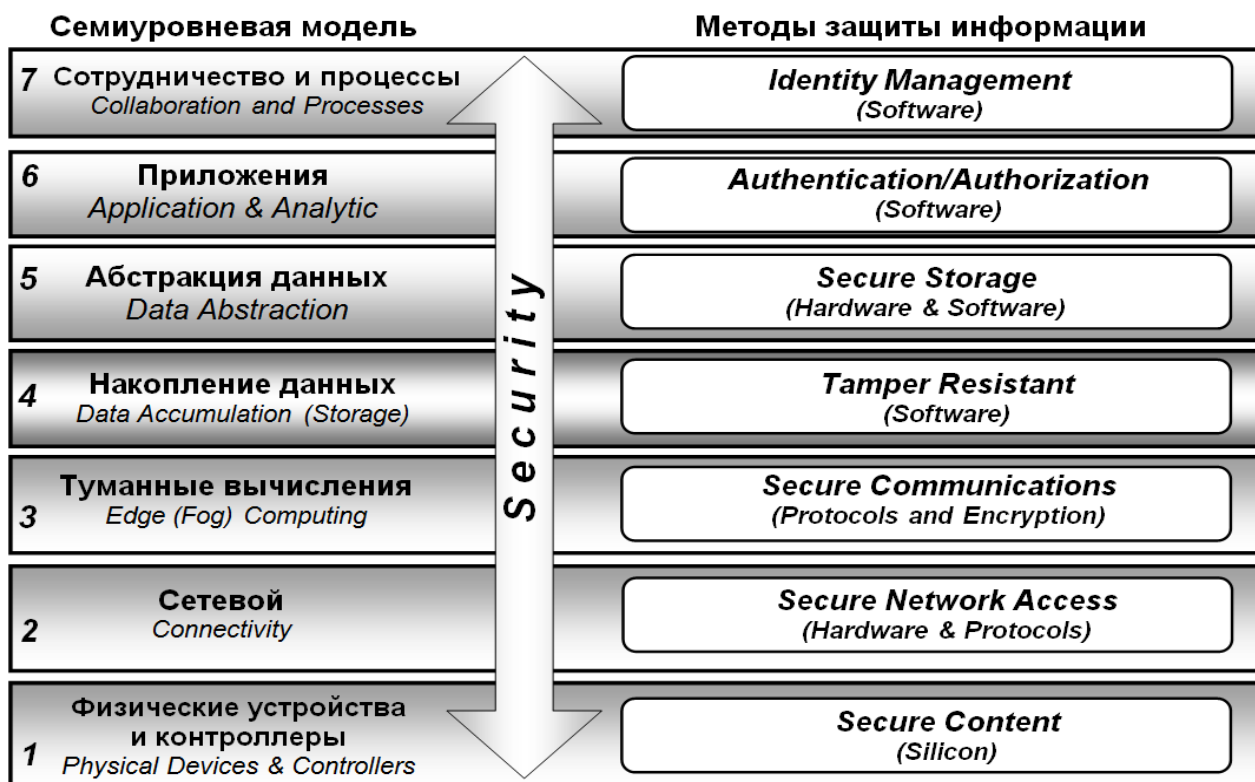 Семиуровневая модель
Методы защиты информации
7 Сотрудничество и процессы
Collaboration and Processes
Identity Management
(Software)
6 Приложения
Application & Analytic
Authentication/Authorization
(Software)
5 Абстракция данных
Data Abstraction
Secure Storage
(Hardware & Software)
4 Накопление данных
Data Accumulation (Storage)
Tamper Resistant
(Software)
3 Туманные вычисления
Edge (Fog) Computing
Secure Communications
(Protocols and Encryption)
2 Сетевой
Connectivity
Secure Network Access
(Hardware & Protocols)
1 Физические устройства
и контроллеры
Physical Devices & Controllers
Secure Content
(Silicon)
Security